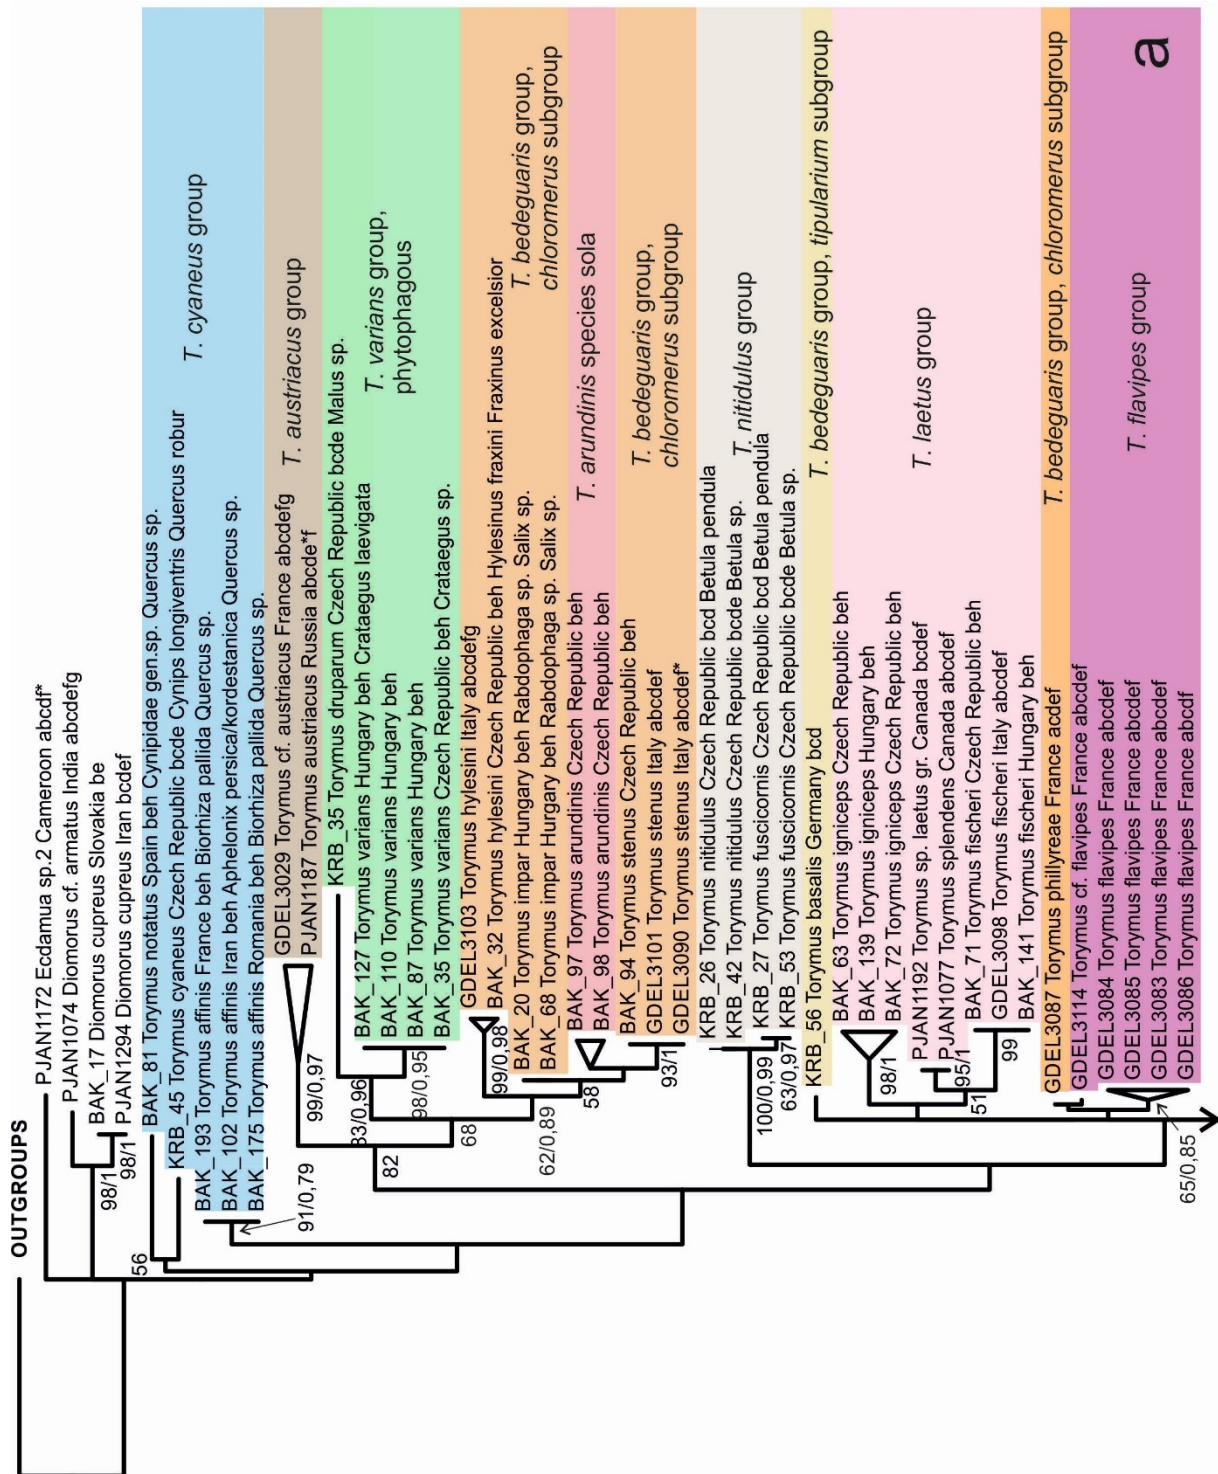 OUTGROUPS
PJAN1172 Ecdamua sp.2 Cameroon abcdf*
PJAN1074 Diomorus cf. armatus India abcdefg
BAK_17 Diomorus cupreus Slovakia be
PJAN1294 Diomorus cupreus Iran bcdef
98/1
98/1
BAK_81 Torymus notatus Spain beh Cynipidae gen.sp. Quercus sp.
KRB_45 Torymus cyaneus Czech Republic bcde Cynips longiventris Quercus robur
BAK_193 Torymus affinis France beh Biorhiza pallida Quercus sp.
BAK_102 Torymus affinis Iran beh Aphelonix persica/kordestanica Quercus sp.
BAK_175 Torymus affinis Romania beh Biorhiza pallida Quercus sp.
T. cyaneus group
56
91/0,79
GDEL3029 Torymus cf. austriacus France abcdefg
PJAN1187 Torymus austriacus Russia abcde*f
T. austriacus group
99/0,97
82
KRB_35 Torymus druparum Czech Republic bcde Malus sp.
BAK_127 Torymus varians Hungary beh Crataegus laevigata
BAK_110 Torymus varians Hungary beh
BAK_87 Torymus varians Hungary beh
BAK_35 Torymus varians Czech Republic beh Crataegus sp.
T. varians group,
phytophagous
83/0,96
98/0,95
68
GDEL3103 Torymus hylesini Italy abcdefg
BAK_32 Torymus hylesini Czech Republic beh Hylesinus fraxini Fraxinus excelsior
BAK_20 Torymus impar Hungary beh Rabdophaga sp. Salix sp.
BAK_68 Torymus impar Hungary beh Rabdophaga sp. Salix sp.
T. bedeguaris group,
chloromerus subgroup
99/0,98
62/0,89
58
BAK_97 Torymus arundinis Czech Republic beh
BAK_98 Torymus arundinis Czech Republic beh
T. arundinis species sola
BAK_94 Torymus stenus Czech Republic beh
GDEL3101 Torymus stenus Italy abcdef
GDEL3090 Torymus stenus Italy abcdef*
T. bedeguaris group,
chloromerus subgroup
93/1
KRB_26 Torymus nitidulus Czech Republic bcd Betula pendula
KRB_42 Torymus nitidulus Czech Republic bcde Betula sp.
KRB_27 Torymus fuscicornis Czech Republic bcd Betula pendula
KRB_53 Torymus fuscicornis Czech Republic bcde Betula sp.
T. nitidulus group
100/0,99
63/0,97
KRB_56 Torymus basalis Germany bcd
T. bedeguaris group, tipularium subgroup
BAK_63 Torymus igniceps Czech Republic beh
BAK_139 Torymus igniceps Hungary beh
BAK_72 Torymus igniceps Czech Republic beh
PJAN1192 Torymus sp. laetus gr. Canada bcdef
PJAN1077 Torymus splendens Canada abcdef
BAK_71 Torymus fischeri Czech Republic beh
GDEL3098 Torymus fischeri Italy abcdef
BAK_141 Torymus fischeri Hungary beh
T. laetus group
98/1
95/1
51
99
GDEL3087 Torymus phillyreae France acdef
T. bedeguaris group, chloromerus subgroup
GDEL3114 Torymus cf. flavipes France abcdef
GDEL3084 Torymus flavipes France abcdef
GDEL3085 Torymus flavipes France abcdef
GDEL3083 Torymus flavipes France abcdef
GDEL3086 Torymus flavipes France abcdf
T. flavipes group
65/0,85
a